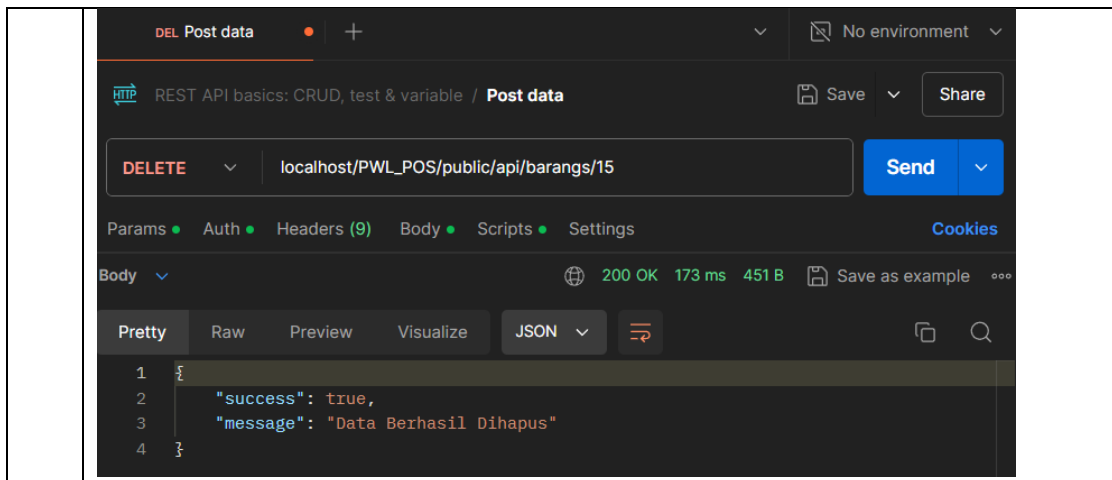 DEL Post data
No environment
HTTP REST API basics: CRUD, test & variable / Post data Save Share
DELETE localhost/PWL_POS/public/api/barangs/15 Send
Params Auth Headers (9) Body Scripts Settings Cookies
Body 200 OK 173 ms 451 B Save as example
Pretty Raw Preview Visualize JSON
1 {
2 "success": true,
3 "message": "Data Berhasil Dihapus"
4 }